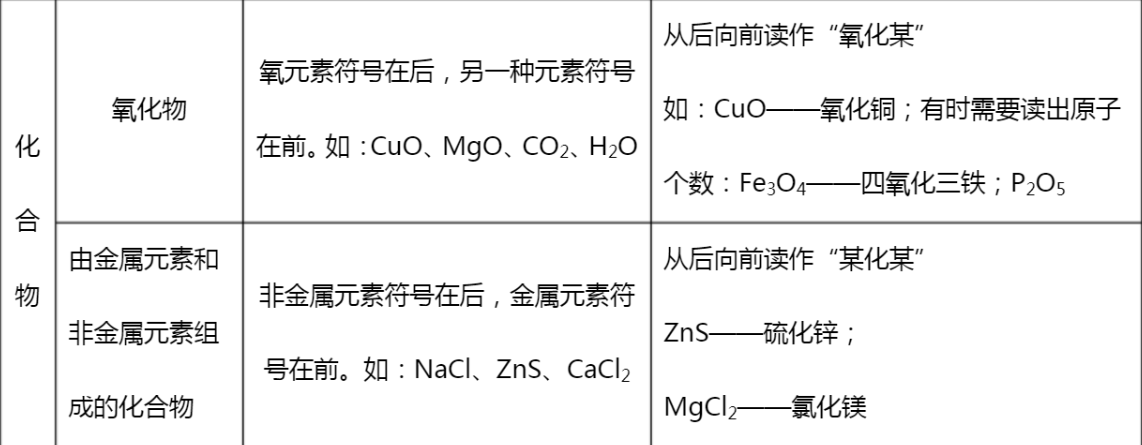 化
合
物
氧化物
氧元素符号在后，另一种元素符号
在前。如：CuO、MgO、CO₂、H₂O
从后向前读作“氧化某”
如：CuO——氧化铜；有时需要读出原子
个数：Fe₃O₄——四氧化三铁；P₂O₅
由金属元素和
非金属元素组
成的化合物
非金属元素符号在后，金属元素符
号在前。如：NaCl、ZnS、CaCl₂
从后向前读作“某化某”
ZnS——硫化锌；
MgCl₂——氯化镁